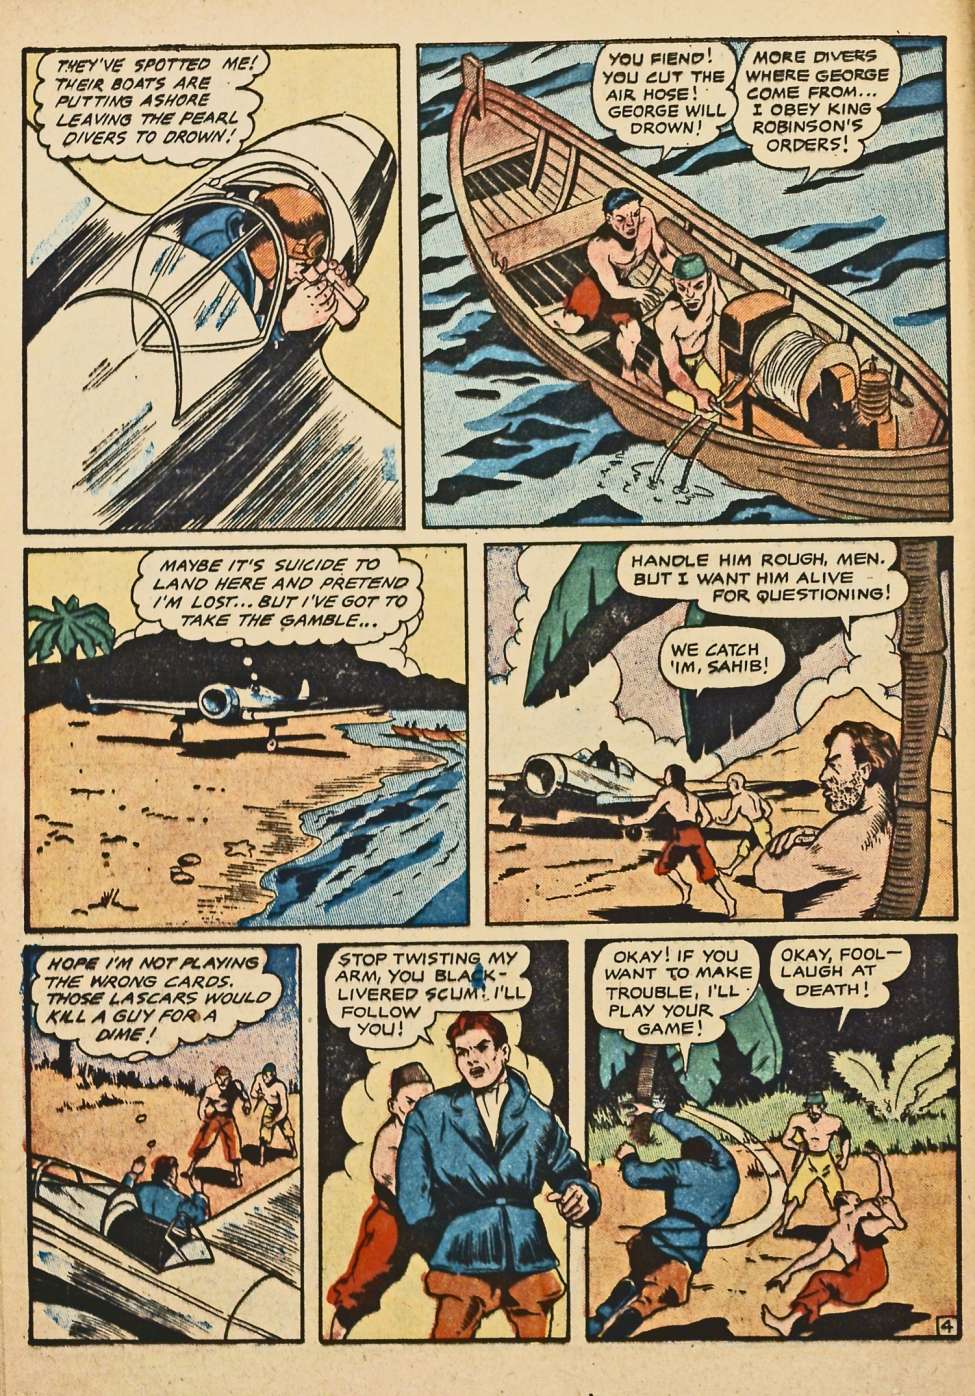 THEY'VE SPOTTED ME!
THEIR BOATS ARE
PUTTING ASHORE
LEAVING THE PEARL
DIVERS TO DROWN!
YOU FIEND!
YOU CUT THE
AIR HOSE!
GEORGE WILL
DROWN!
MORE DIVERS
WHERE GEORGE
COME FROM...
I OBEY KING
ROBINSON'S
ORDERS!
MAYBE IT'S SUICIDE TO
LAND HERE AND PRETEND
I'M LOST... BUT I'VE GOT TO
TAKE THE GAMBLE...
HANDLE HIM ROUGH, MEN.
BUT I WANT HIM ALIVE
FOR QUESTIONING!
WE CATCH
'IM, SAHIB!
HOPE I'M NOT PLAYING
THE WRONG CARDS.
THOSE LASCARS WOULD
KILL A GUY FOR A
DIME!
STOP TWISTING MY
ARM, YOU BLACK-
LIVERED SCUM! I'LL
FOLLOW
YOU!
OKAY! IF YOU
WANT TO MAKE
TROUBLE, I'LL
PLAY YOUR
GAME!
OKAY, FOOL—
LAUGH AT
DEATH!
4